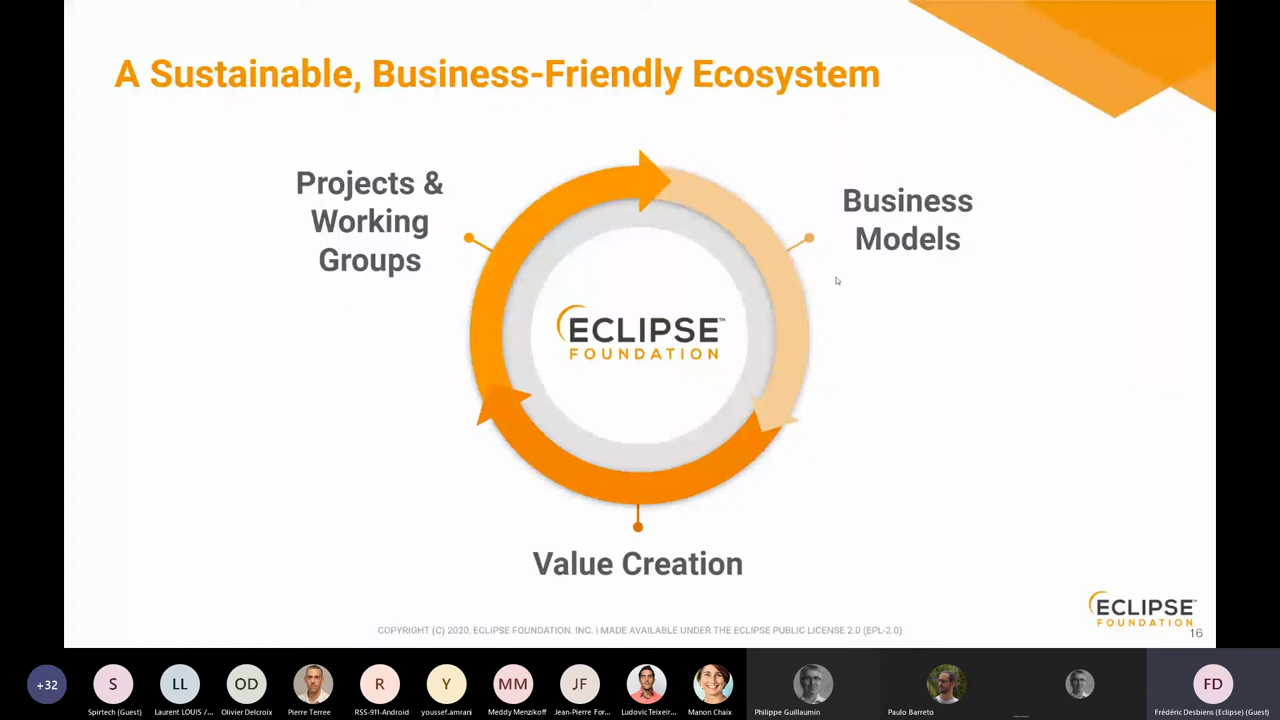 A Sustainable, Business-Friendly Ecosystem
Projects &
Working
Groups
Business
Models
ECLIPSE™
FOUNDATION
Value Creation
ECLIPSE
FOUNDATION
COPYRIGHT (C) 2020, ECLIPSE FOUNDATION, INC. | MADE AVAILABLE UNDER THE ECLIPSE PUBLIC LICENSE 2.0 (EPL-2.0)
16
+32
S
LL
OD
R
Y
MM
JF
FD
Spirtech (Guest)
Laurent LOUIS /...
Olivier Delcroix
Pierre Terree
RSS-911-Android
youssef.amrani
Meddy Menzikoff
Jean-Pierre For...
Ludovic Teixeir...
Manon Chaix
Philippe Guillaumin
Paulo Barreto
Frédéric Desbiens (Eclipse) (Guest)